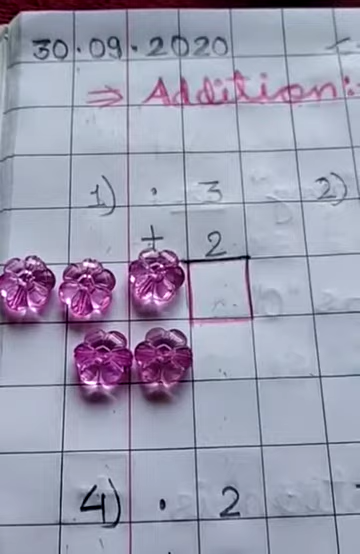 30.09.2020
⇒ Addition:
1) : 3 2)
+ 2
4) . 2